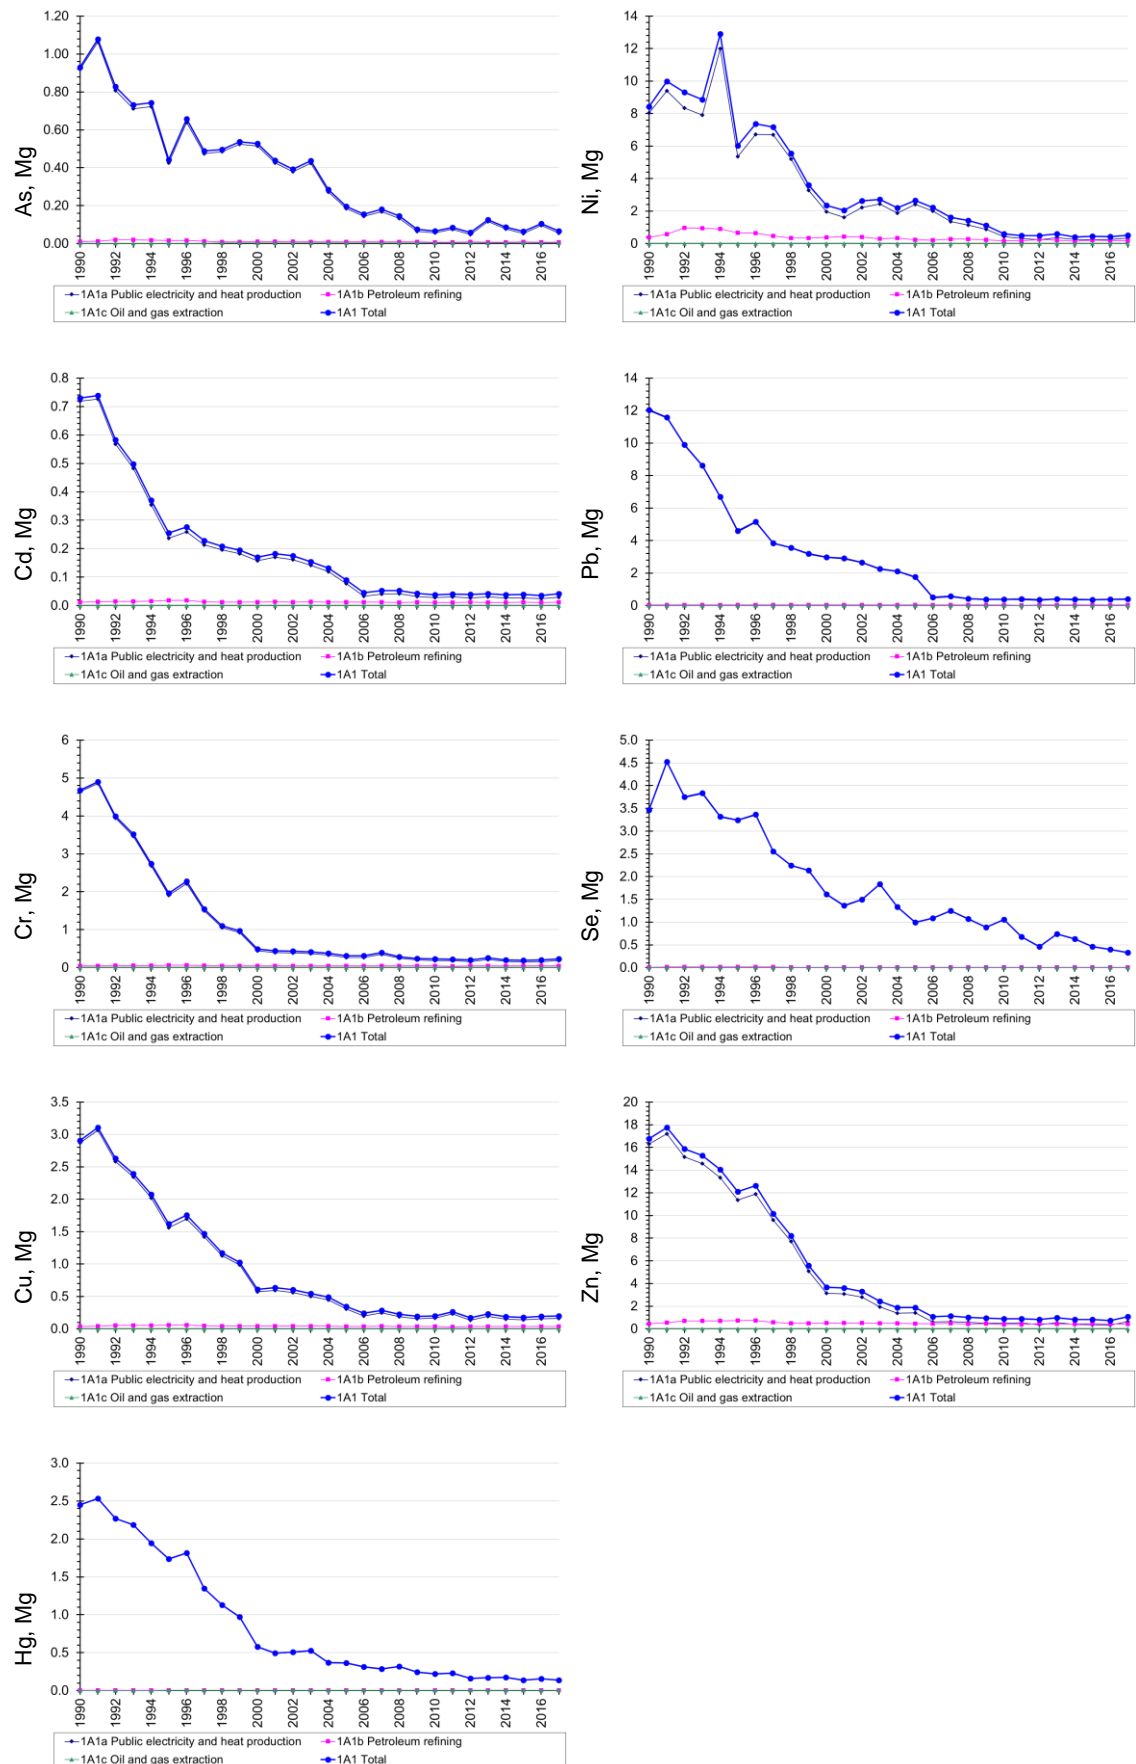 As, Mg
1.20
1.00
0.80
0.60
0.40
0.20
0.00
1990 1992 1994 1996 1998 2000 2002 2004 2006 2008 2010 2012 2014 2016
1A1a Public electricity and heat production 1A1b Petroleum refining
1A1c Oil and gas extraction 1A1 Total
Ni, Mg
14
12
10
8
6
4
2
0
1990 1992 1994 1996 1998 2000 2002 2004 2006 2008 2010 2012 2014 2016
1A1a Public electricity and heat production 1A1b Petroleum refining
1A1c Oil and gas extraction 1A1 Total
Cd, Mg
0.8
0.7
0.6
0.5
0.4
0.3
0.2
0.1
0.0
1990 1992 1994 1996 1998 2000 2002 2004 2006 2008 2010 2012 2014 2016
1A1a Public electricity and heat production 1A1b Petroleum refining
1A1c Oil and gas extraction 1A1 Total
Pb, Mg
14
12
10
8
6
4
2
0
1990 1992 1994 1996 1998 2000 2002 2004 2006 2008 2010 2012 2014 2016
1A1a Public electricity and heat production 1A1b Petroleum refining
1A1c Oil and gas extraction 1A1 Total
Cr, Mg
6
5
4
3
2
1
0
1990 1992 1994 1996 1998 2000 2002 2004 2006 2008 2010 2012 2014 2016
1A1a Public electricity and heat production 1A1b Petroleum refining
1A1c Oil and gas extraction 1A1 Total
Se, Mg
5.0
4.5
4.0
3.5
3.0
2.5
2.0
1.5
1.0
0.5
0.0
1990 1992 1994 1996 1998 2000 2002 2004 2006 2008 2010 2012 2014 2016
1A1a Public electricity and heat production 1A1b Petroleum refining
1A1c Oil and gas extraction 1A1 Total
Cu, Mg
3.5
3.0
2.5
2.0
1.5
1.0
0.5
0.0
1990 1992 1994 1996 1998 2000 2002 2004 2006 2008 2010 2012 2014 2016
1A1a Public electricity and heat production 1A1b Petroleum refining
1A1c Oil and gas extraction 1A1 Total
Zn, Mg
20
18
16
14
12
10
8
6
4
2
0
1990 1992 1994 1996 1998 2000 2002 2004 2006 2008 2010 2012 2014 2016
1A1a Public electricity and heat production 1A1b Petroleum refining
1A1c Oil and gas extraction 1A1 Total
Hg, Mg
3.0
2.5
2.0
1.5
1.0
0.5
0.0
1990 1992 1994 1996 1998 2000 2002 2004 2006 2008 2010 2012 2014 2016
1A1a Public electricity and heat production 1A1b Petroleum refining
1A1c Oil and gas extraction 1A1 Total